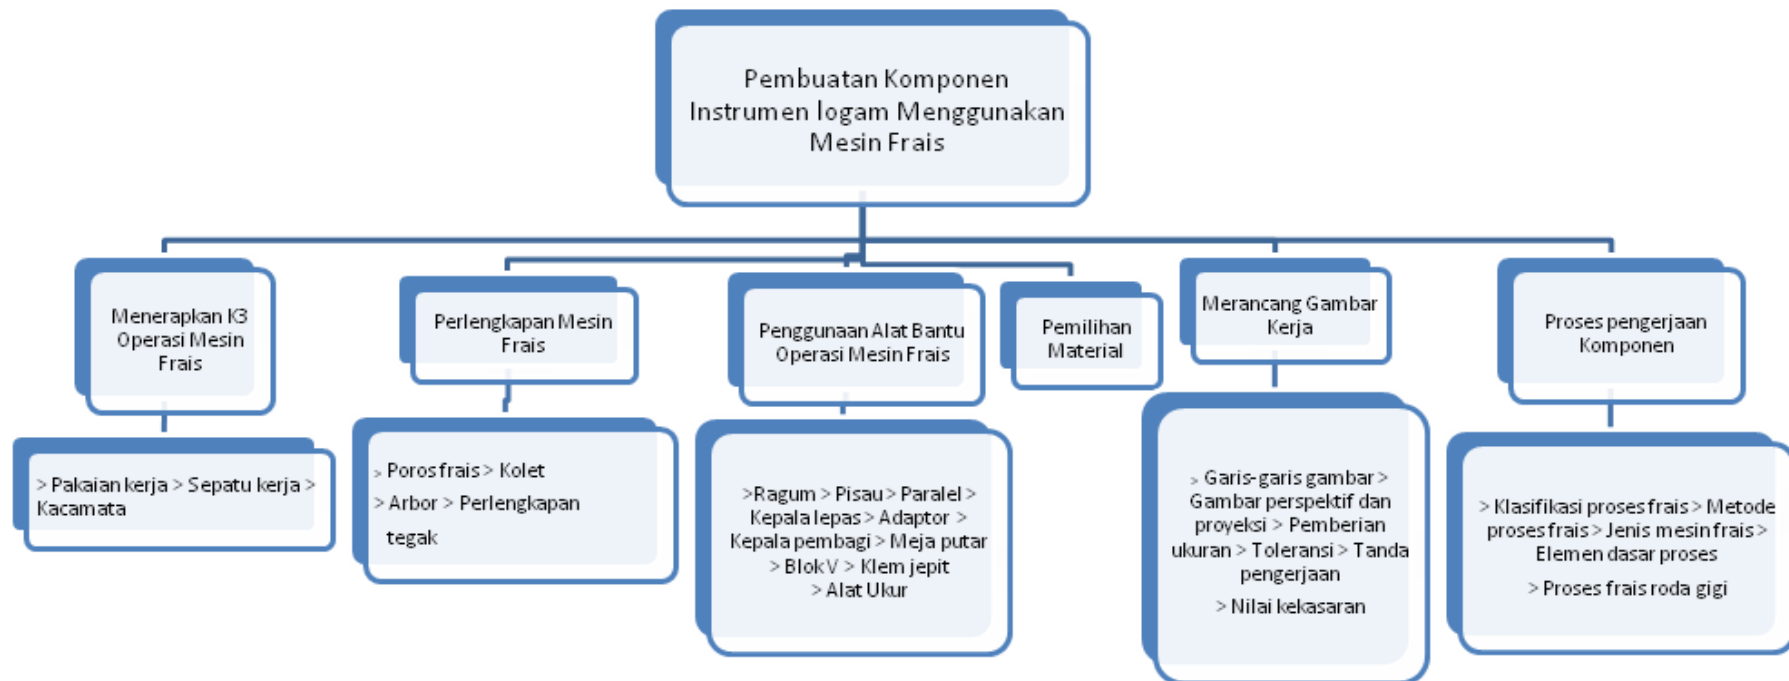 Pembuatan Komponen
Instrumen logam Menggunakan
Mesin Frais
Menerapkan K3
Operasi Mesin
Frais
Perlengkapan Mesin
Frais
Penggunaan Alat Bantu
Operasi Mesin Frais
Pemilihan
Material
Merancang Gambar
Kerja
Proses pengerjaan
Komponen
> Pakaian kerja > Sepatu kerja >
Kacamata
> Poros frais > Kolet
> Arbor > Perlengkapan
tegak
>Ragum > Pisau > Paralel >
Kepala lepas > Adaptor >
Kepala pembagi > Meja putar
> Blok V > Klem jepit
> Alat Ukur
> Garis-garis gambar >
Gambar perspektif dan
proyeksi > Pemberian
ukuran > Toleransi > Tanda
pengerjaan
> Nilai kekasaran
> Klasifikasi proses frais > Metode
proses frais > Jenis mesin frais >
Elemen dasar proses
> Proses frais roda gigi